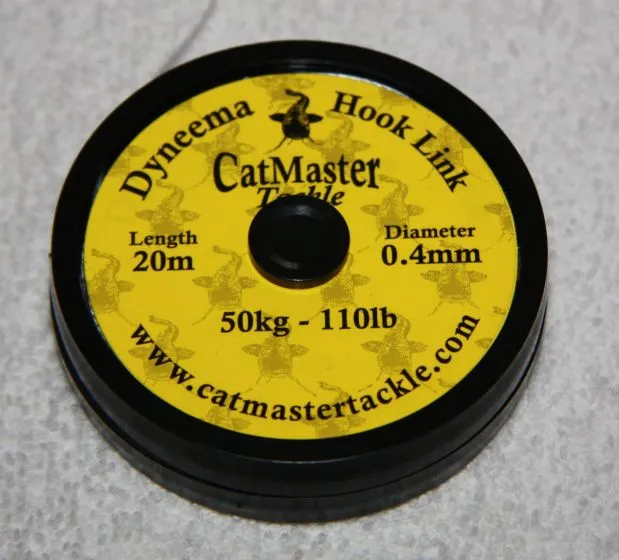 Dyneema Hook Link
CatMaster
Tackle
Length
20m
Diameter
0.4mm
50kg - 110lb
www.catmastertackle.com